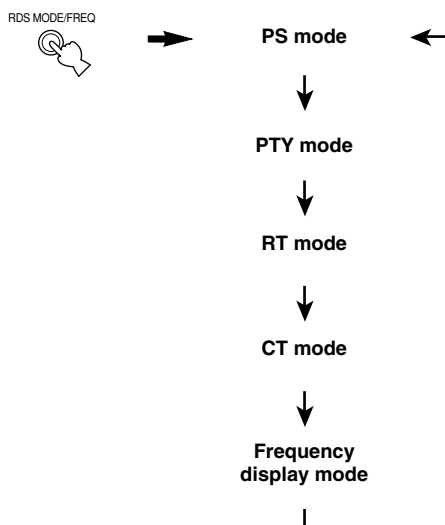 RDS MODE/FREQ
PS mode
PTY mode
RT mode
CT mode
Frequency
display mode